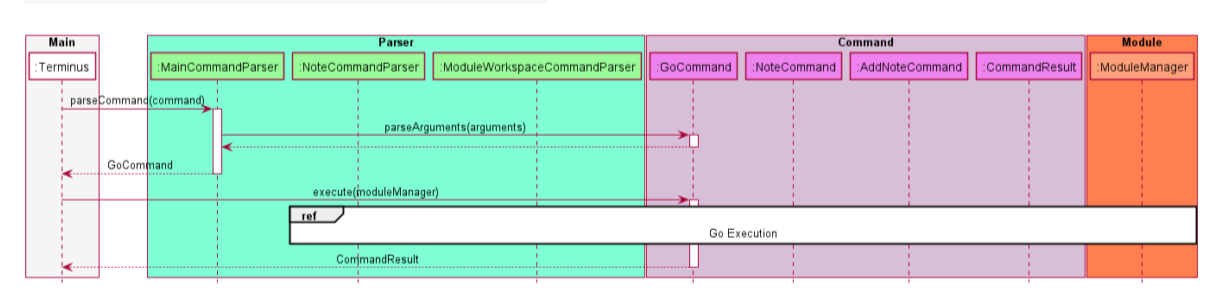 Main
Parser
Command
Module
:Terminus
:MainCommandParser
:NoteCommandParser
:ModuleWorkspaceCommandParser
:GoCommand
:NoteCommand
:AddNoteCommand
:CommandResult
:ModuleManager
parseCommand(command)
parseArguments(arguments)
GoCommand
execute(moduleManager)
ref
Go Execution
CommandResult